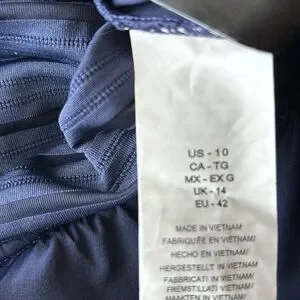 US - 10
CA - TG
MX - EX G
UK - 14
EU - 42
MADE IN VIETNAM
FABRIQUÉE EN VIETNAM/
HECHO EN VIETNAM/
HERGESTELLT IN VIETNAM/
FABBRICATI IN VIETNAM/
FREMSTILLATI VIETNAM/
MAAKTEN IN VIETNAM/